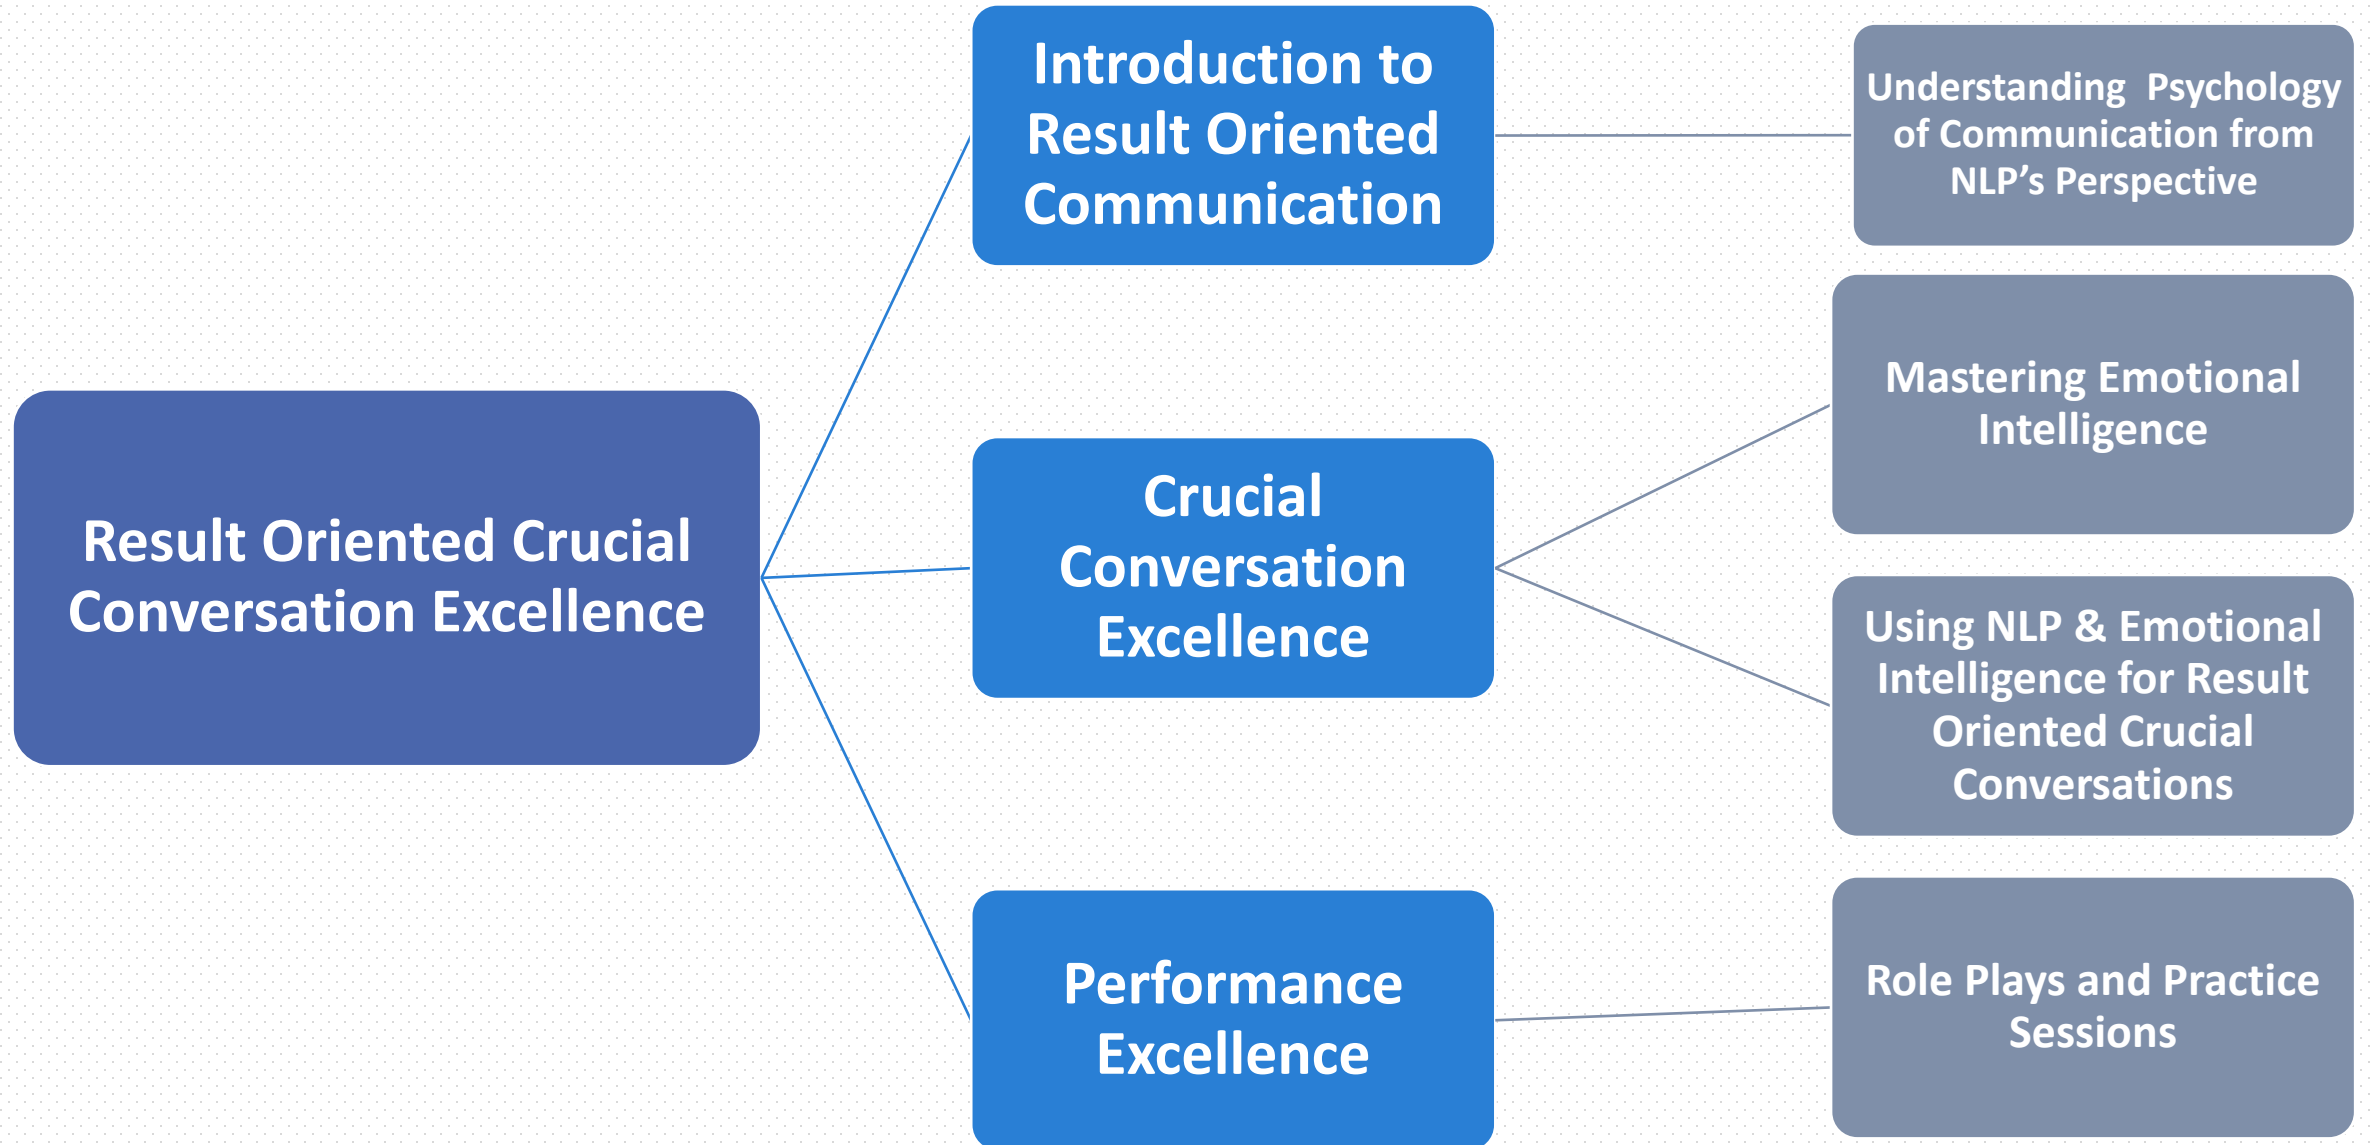 Result Oriented Crucial
Conversation Excellence
Introduction to
Result Oriented
Communication
Understanding  Psychology
of Communication from
NLP’s Perspective
Crucial
Conversation
Excellence
Mastering Emotional
Intelligence
Using NLP & Emotional
Intelligence for Result
Oriented Crucial
Conversations
Performance
Excellence
Role Plays and Practice
Sessions